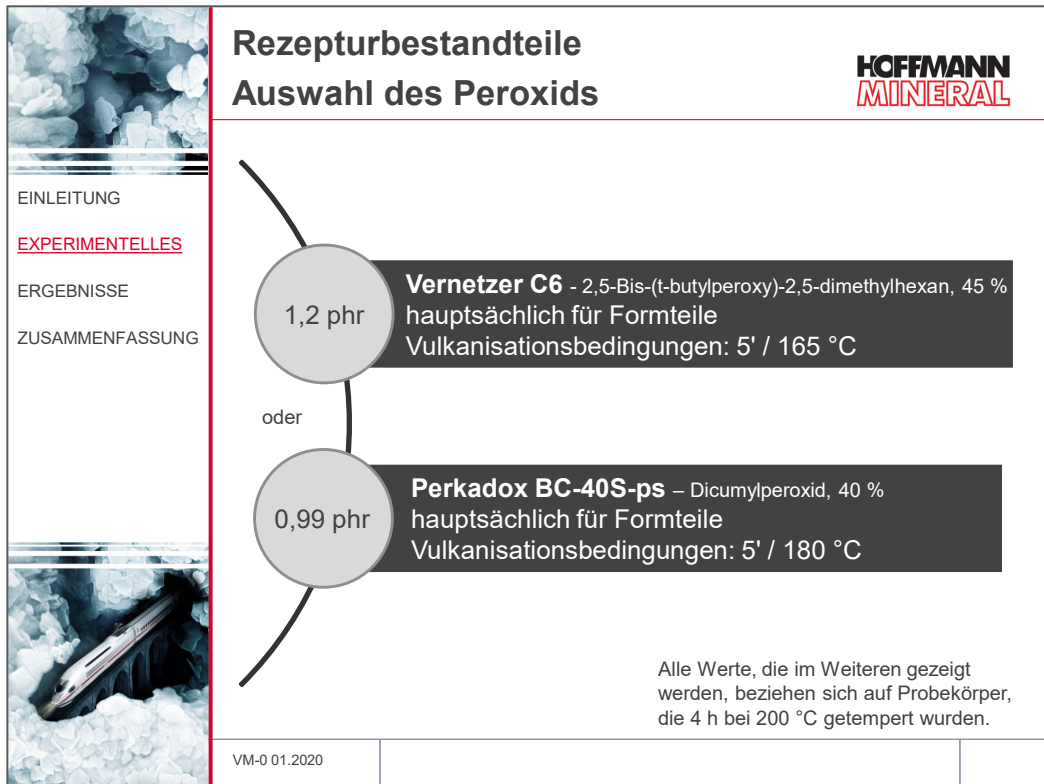 Rezepturbestandteile
Auswahl des Peroxids
HOFFMANN
MINERAL
EINLEITUNG
EXPERIMENTELLES
ERGEBNISSE
ZUSAMMENFASSUNG
1,2 phr
Vernetzer C6 - 2,5-Bis-(t-butylperoxy)-2,5-dimethylhexan, 45 %
hauptsächlich für Formteile
Vulkanisationsbedingungen: 5' / 165 °C
oder
0,99 phr
Perkadox BC-40S-ps – Dicumylperoxid, 40 %
hauptsächlich für Formteile
Vulkanisationsbedingungen: 5' / 180 °C
Alle Werte, die im Weiteren gezeigt
werden, beziehen sich auf Probekörper,
die 4 h bei 200 °C getempert wurden.
VM-0 01.2020